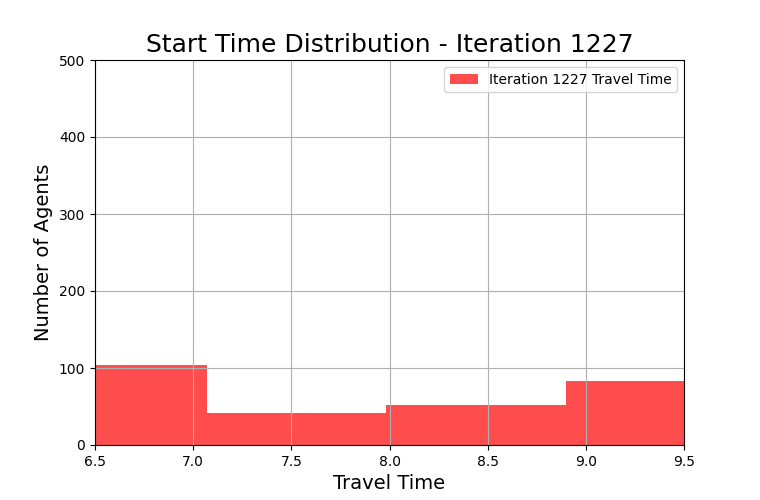 Start Time Distribution - Iteration 1227
Iteration 1227 Travel Time
Number of Agents
500
400
300
200
100
0
6.5 7.0 7.5 8.0 8.5 9.0 9.5
Travel Time